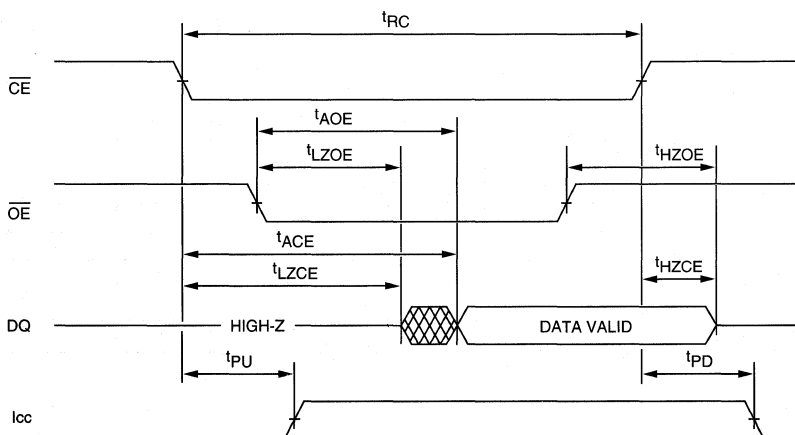 tRC
CE
tAOE
tLZOE
tHZOE
OE
tACE
tLZCE
tHZCE
DQ
HIGH-Z
DATA VALID
tPU
tPD
Icc